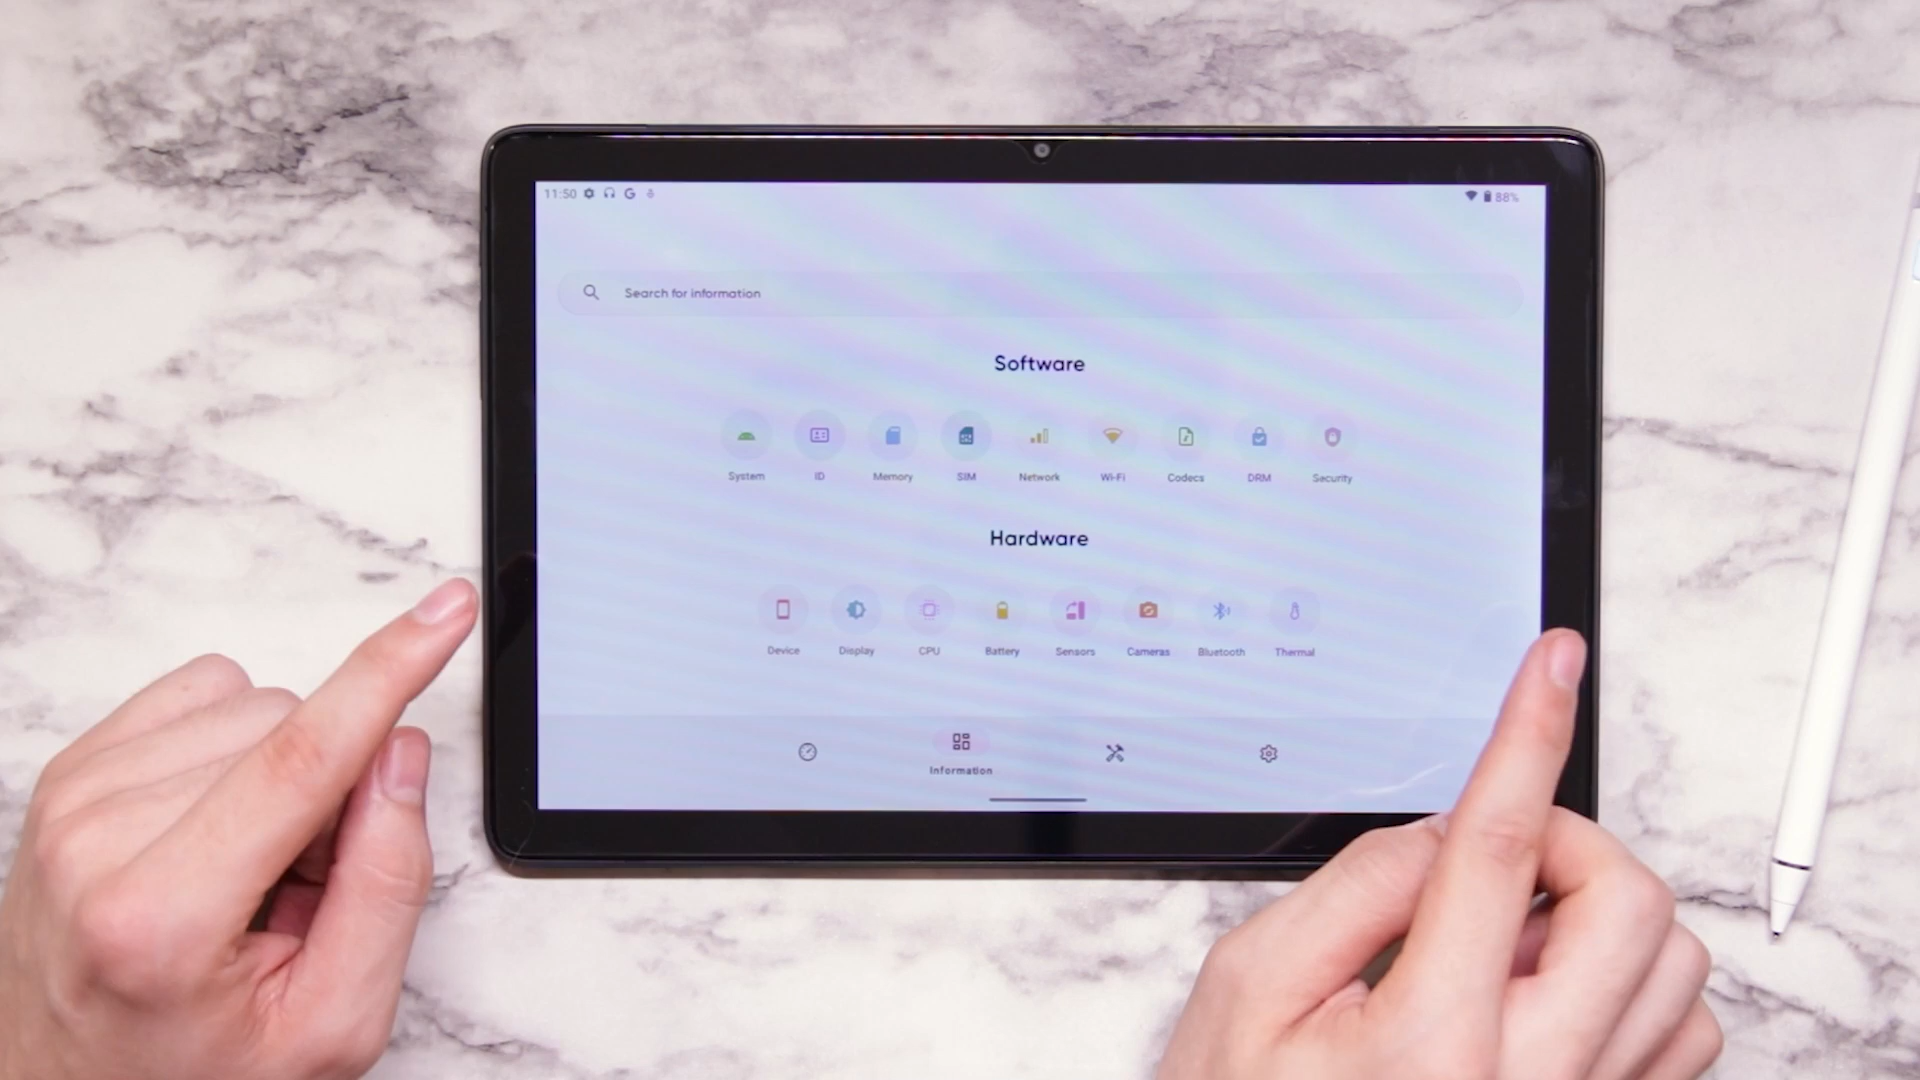 11:50 88%
Search for information
Software
System ID Memory SIM Network Wi-Fi Codecs DRM Security
Hardware
Device Display CPU Battery Sensors Cameras Bluetooth Thermal
Information